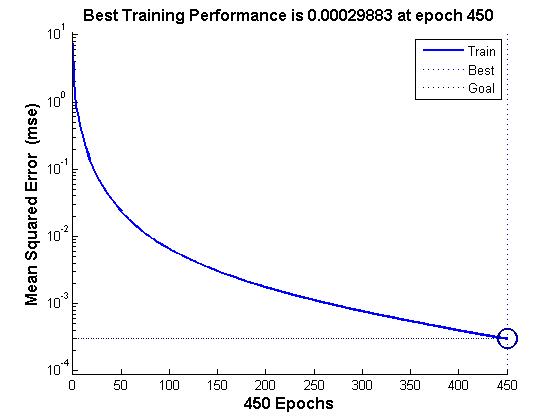 Best Training Performance is 0.00029883 at epoch 450
Mean Squared Error (mse)
10^1
10^0
10^-1
10^-2
10^-3
10^-4
Train
Best
Goal
0 50 100 150 200 250 300 350 400 450
450 Epochs